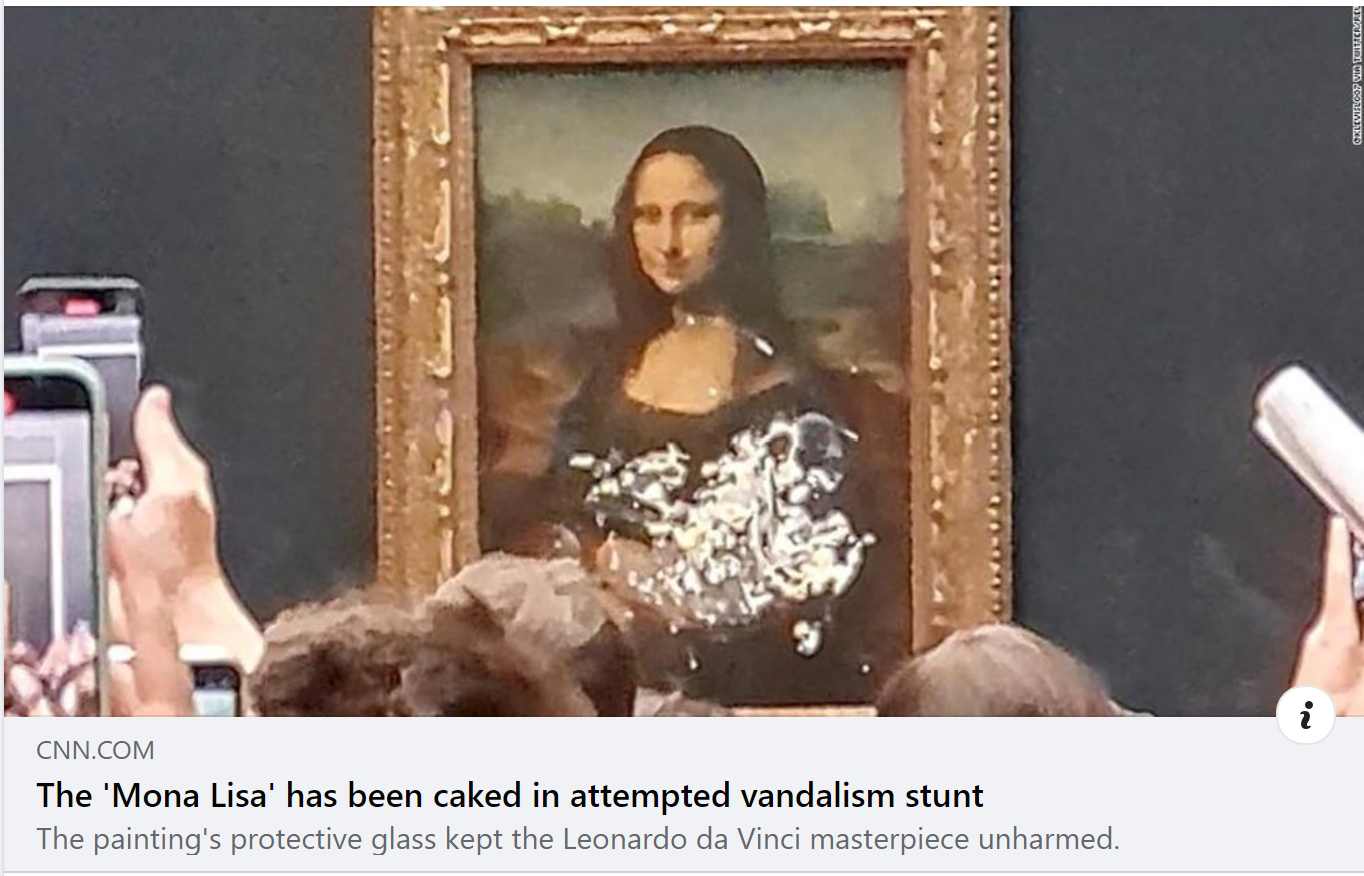 CNN.COM
The 'Mona Lisa' has been caked in attempted vandalism stunt
The painting's protective glass kept the Leonardo da Vinci masterpiece unharmed.